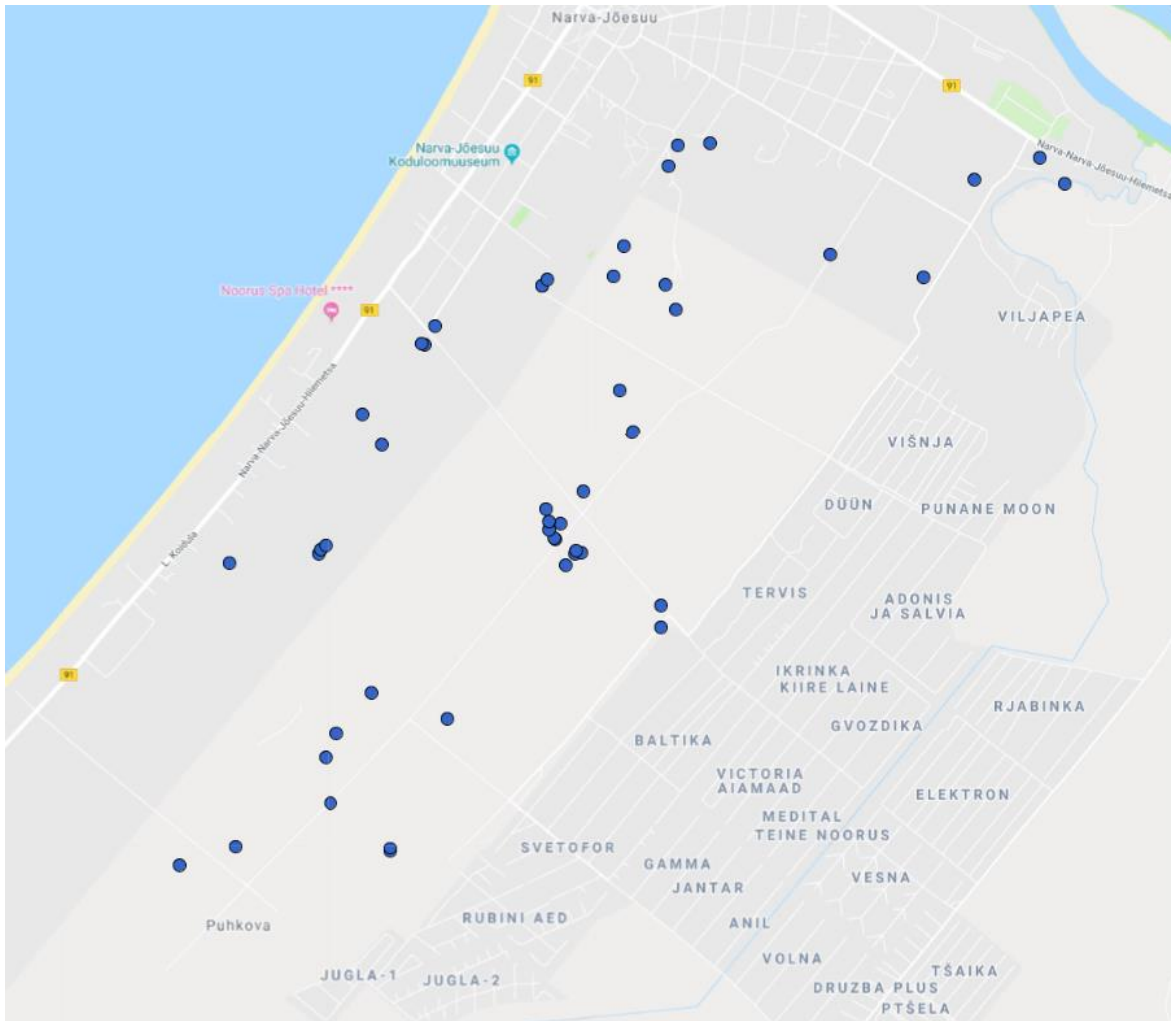 Narva-Jõesuu
91
91
Narva-Jõesuu
Koduloomuuseum
Narva-Narva-Jõesuu-Hiiemetsa
Noorus Spa Hotel ****
91
VILJAPEA
Narva-Narva-Jõesuu-Hiiemetsa
VIŠNJA
DÜÜN
PUNANE MOON
L. Koidula
TERVIS
ADONIS
JA SALVIA
91
IKRINKA
KIIRE LAINE
RJABINKA
GVOZDIKA
BALTIKA
VICTORIA
AIAMAAD
ELEKTRON
MEDITAL
TEINE NOORUS
SVETOFOR
GAMMA
VESNA
JANTAR
RUBINI AED
Puhkova
ANIL
VOLNA
JUGLA-1
JUGLA-2
TŠAIKA
DRUZBA PLUS
PTŠELA